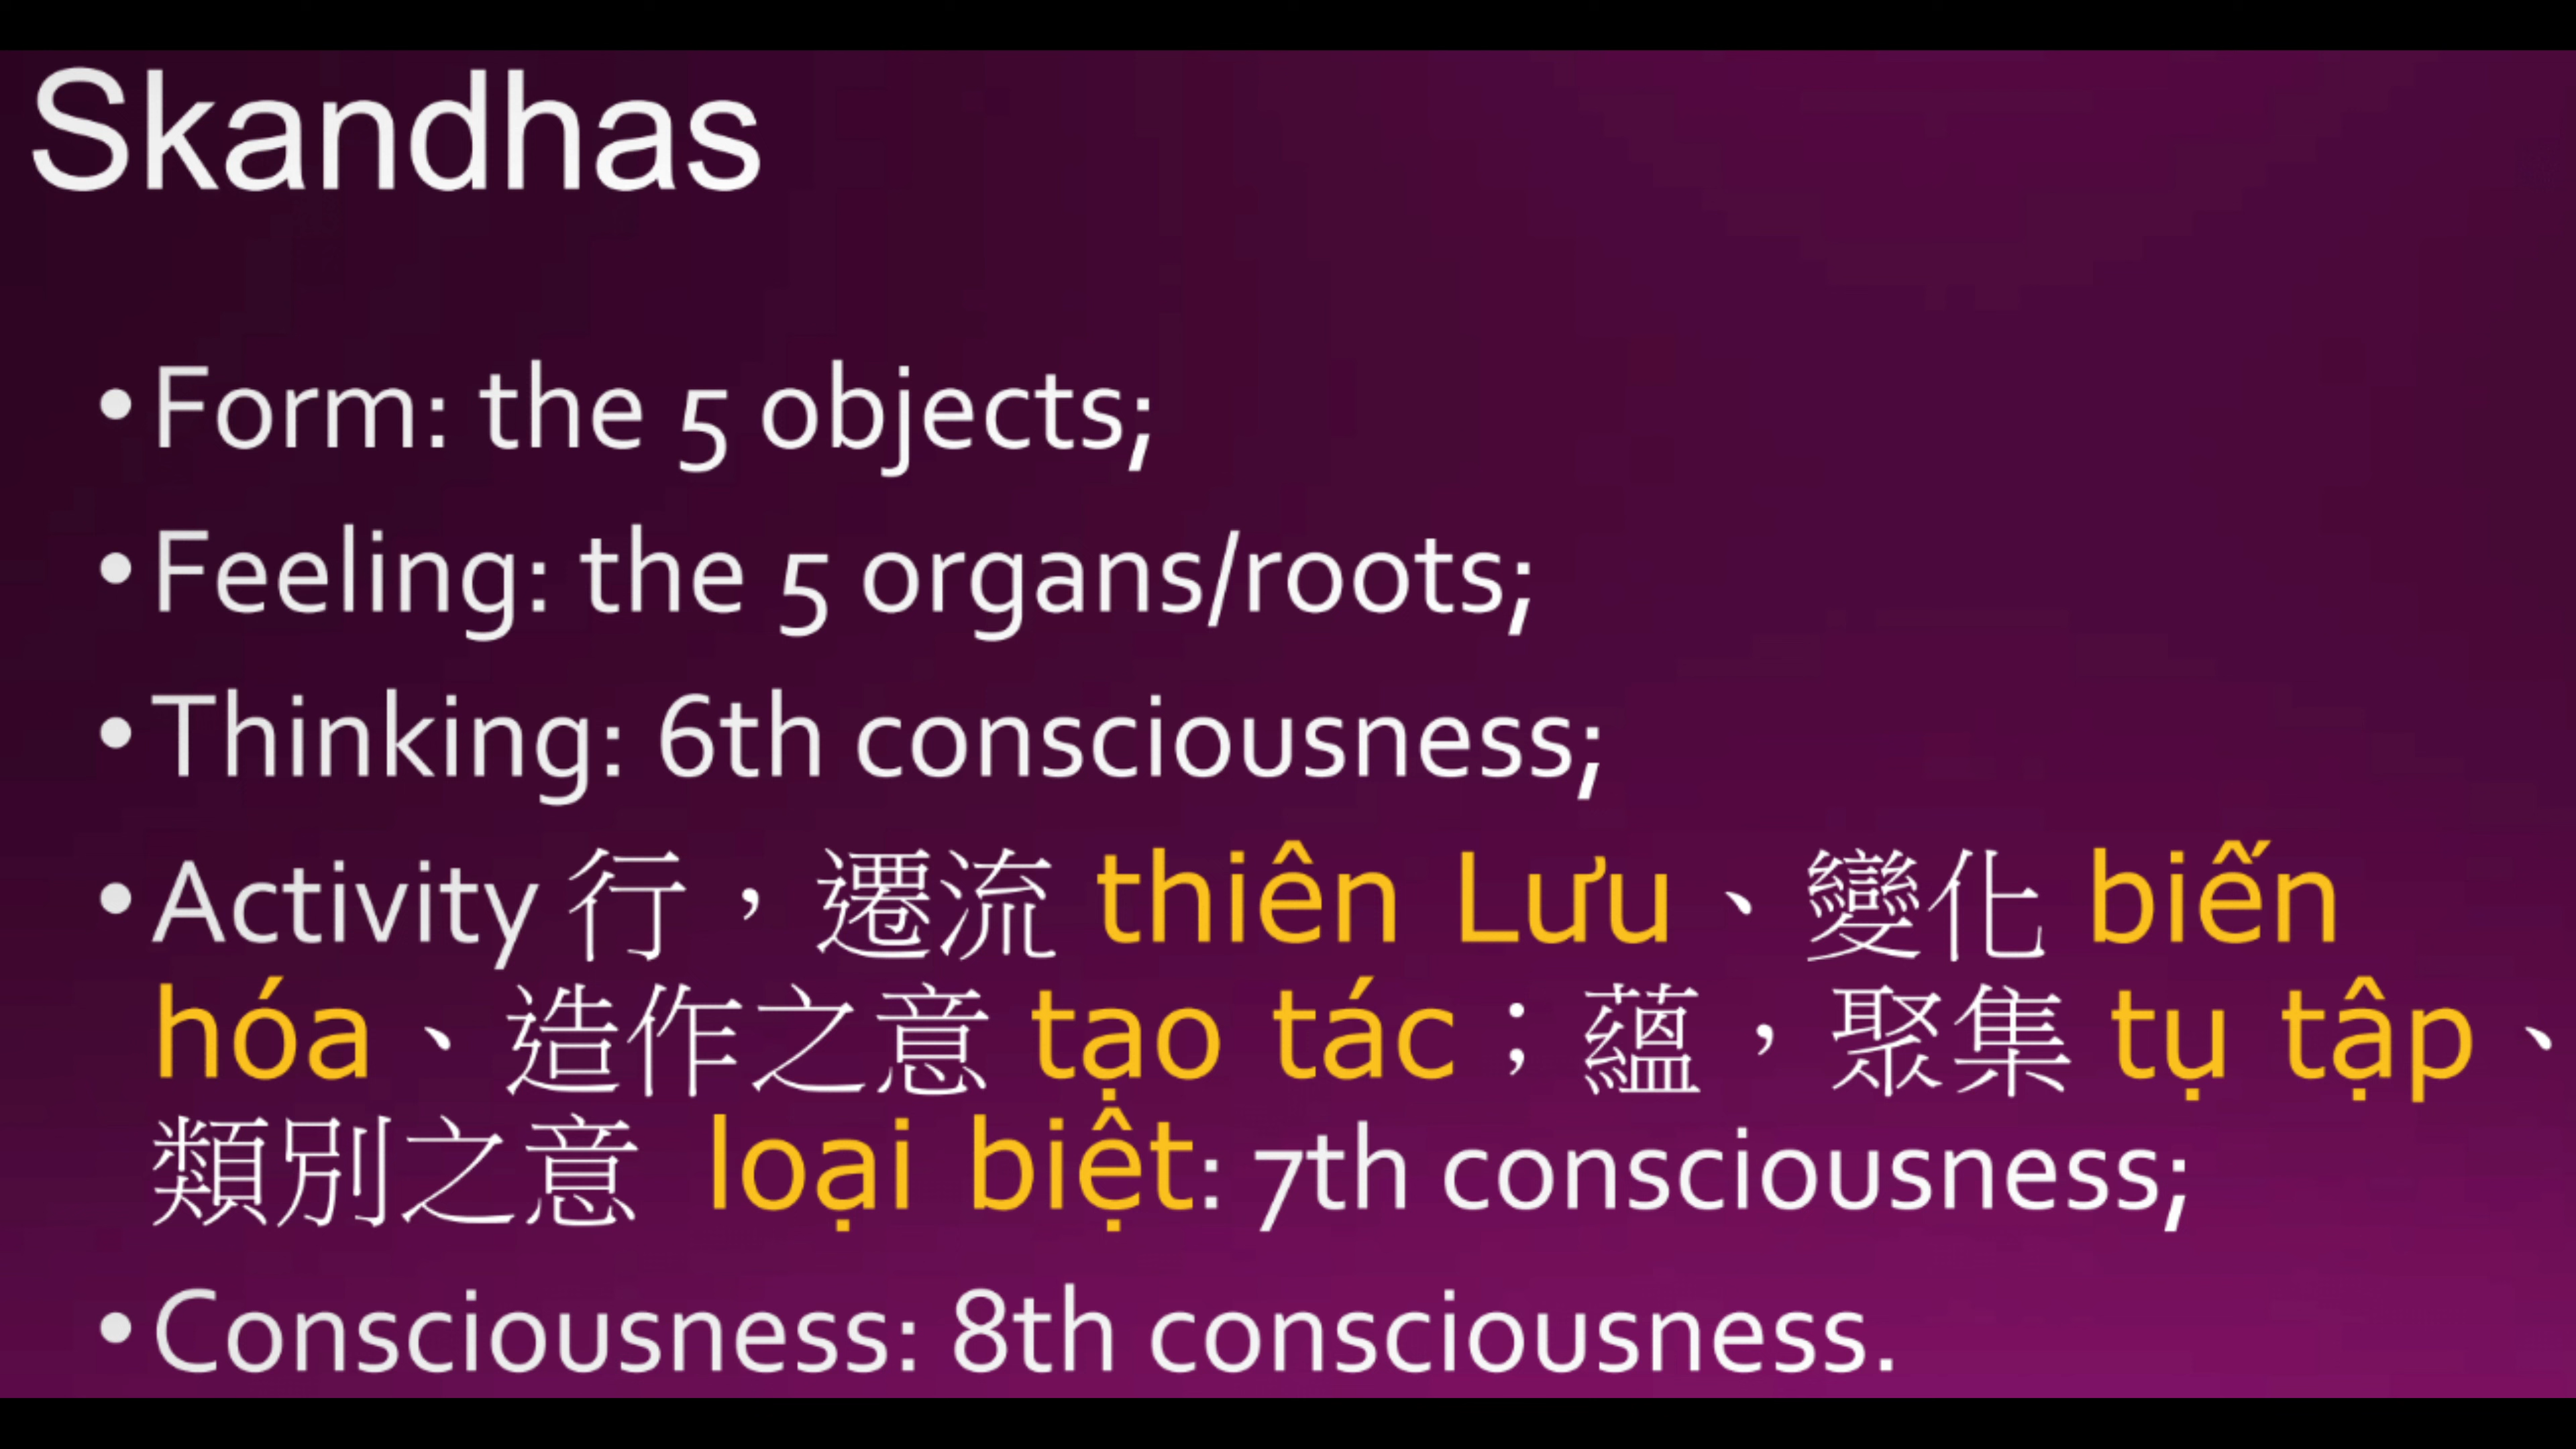 Skandhas
•Form: the 5 objects;
•Feeling: the 5 organs/roots;
•Thinking: 6th consciousness;
•Activity 行，遷流 thiên Lưu、變化 biến
hóa、造作之意 tạo tác；蘊，聚集 tụ tập、
類別之意 loại biệt: 7th consciousness;
•Consciousness: 8th consciousness.